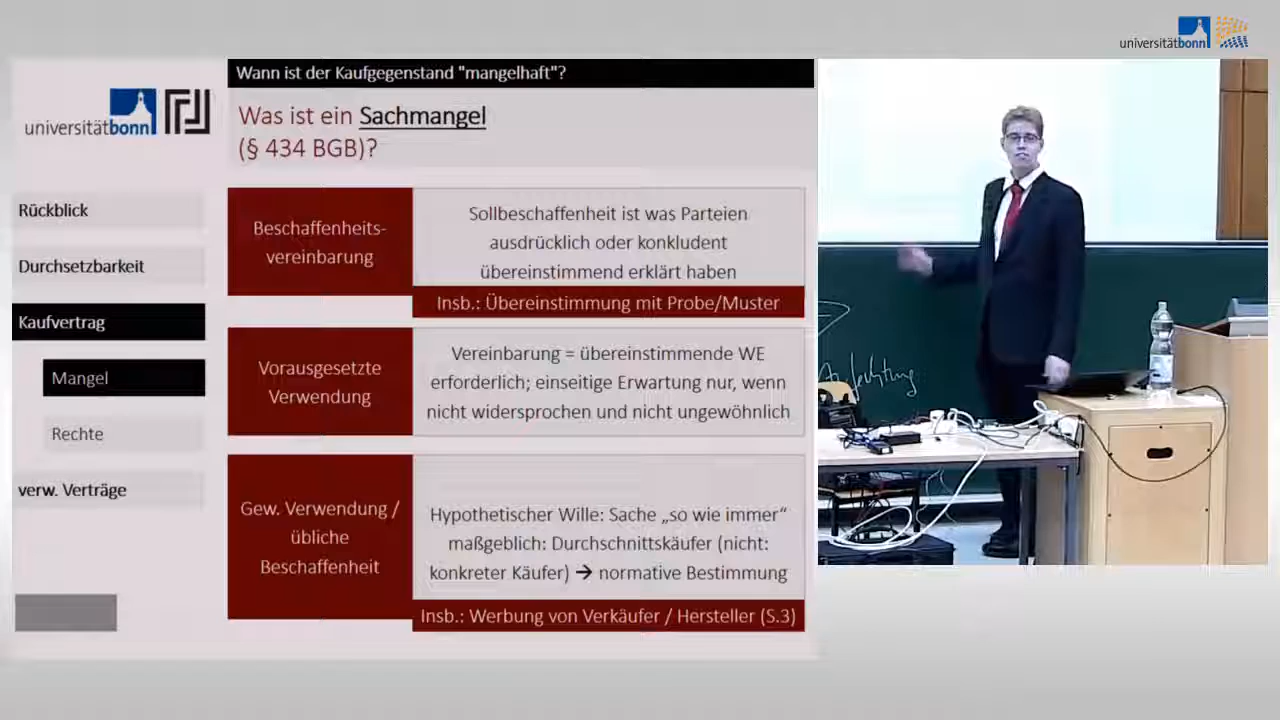 universitätbonn
Wann ist der Kaufgegenstand "mangelhaft"?
universitätbonn
Was ist ein Sachmangel
(§ 434 BGB)?
Rückblick
Durchsetzbarkeit
Kaufvertrag
Mangel
Rechte
verw. Verträge
Beschaffenheits-
vereinbarung
Sollbeschaffenheit ist was Parteien
ausdrücklich oder konkludent
übereinstimmend erklärt haben
Insb.: Übereinstimmung mit Probe/Muster
Vorausgesetzte
Verwendung
Vereinbarung = übereinstimmende WE
erforderlich; einseitige Erwartung nur, wenn
nicht widersprochen und nicht ungewöhnlich
Gew. Verwendung /
übliche
Beschaffenheit
Hypothetischer Wille: Sache „so wie immer“
maßgeblich: Durchschnittskäufer (nicht:
konkreter Käufer) → normative Bestimmung
Insb.: Werbung von Verkäufer / Hersteller (S.3)